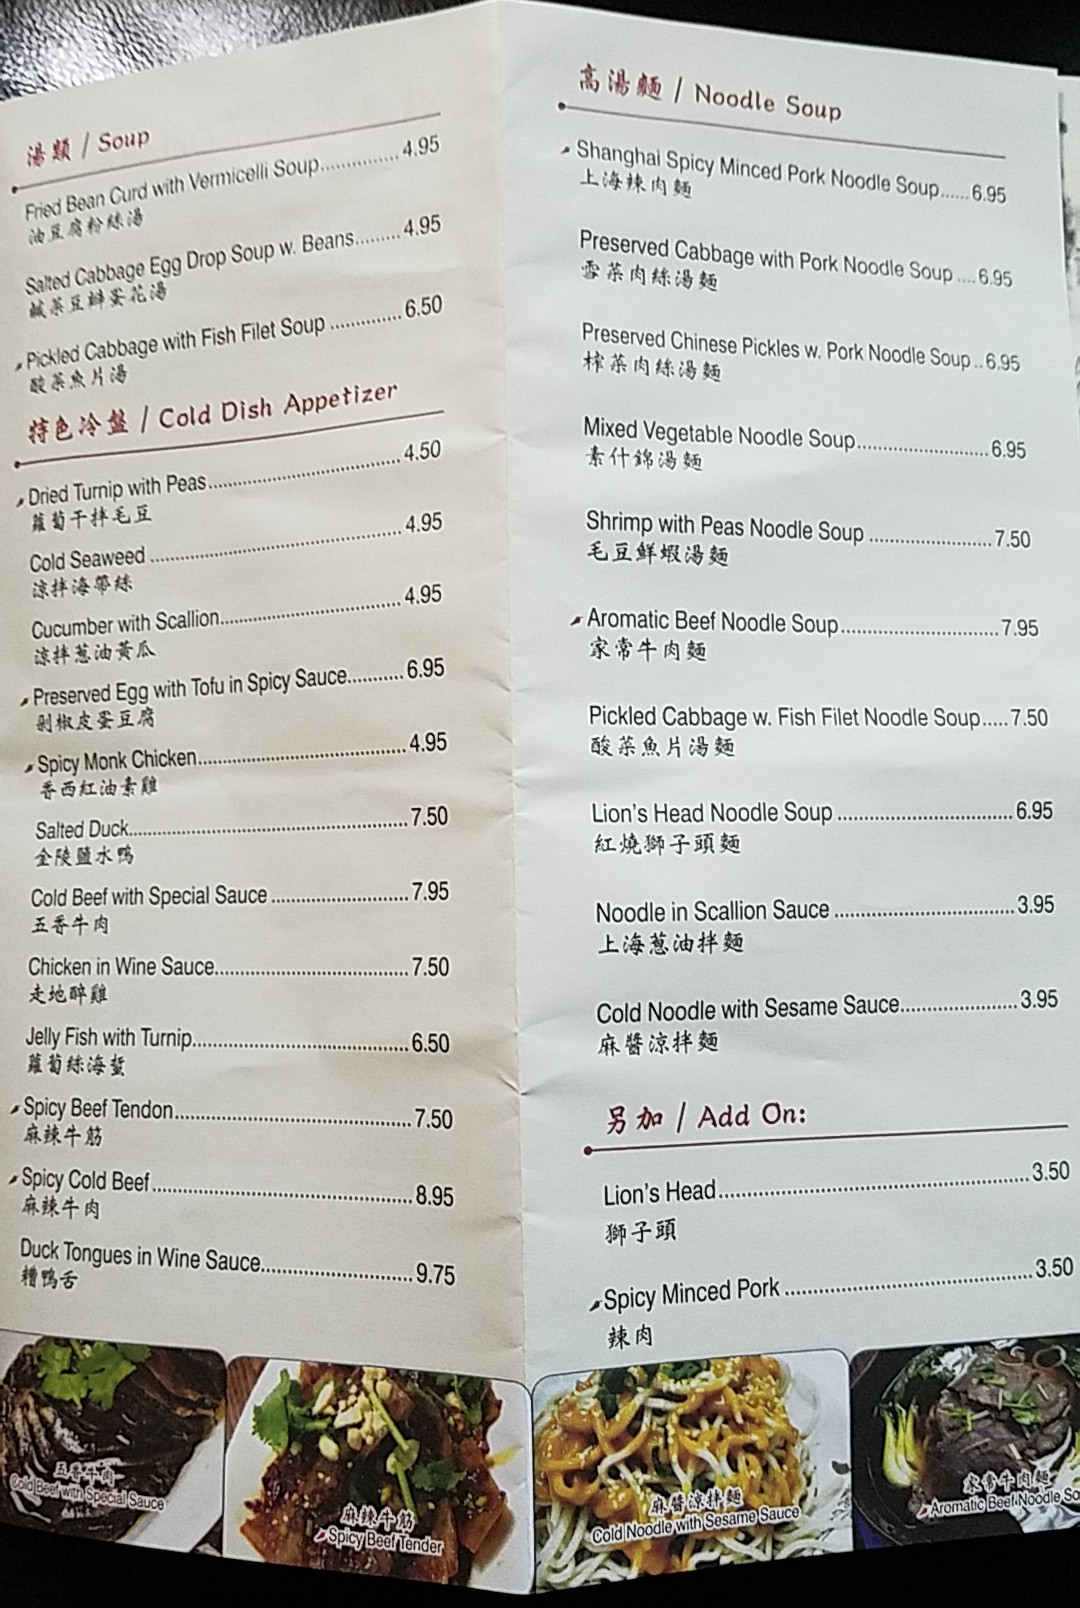 湯類 / Soup
Fried Bean Curd with Vermicelli Soup............... 4.95
油豆腐粉絲湯
Salted Cabbage Egg Drop Soup w. Beans........ 4.95
鹹菜豆瓣蛋花湯
Pickled Cabbage with Fish Filet Soup ............. 6.50
酸菜魚片湯
特色冷盤 / Cold Dish Appetizer
Dried Turnip with Peas................................ 4.50
蘿蔔干拌毛豆
Cold Seaweed ......................................... 4.95
涼拌海帶絲
Cucumber with Scallion............................. 4.95
涼拌蔥油黃瓜
Preserved Egg with Tofu in Spicy Sauce........... 6.95
剁椒皮蛋豆腐
Spicy Monk Chicken.................................. 4.95
香西紅油素雞
Salted Duck............................................. 7.50
金陵鹽水鴨
Cold Beef with Special Sauce ...................... 7.95
五香牛肉
Chicken in Wine Sauce............................... 7.50
走地醉雞
Jelly Fish with Turnip................................... 6.50
蘿蔔絲海蜇
Spicy Beef Tendon...................................... 7.50
麻辣牛筋
Spicy Cold Beef.......................................... 8.95
麻辣牛肉
Duck Tongues in Wine Sauce........................ 9.75
糟鴨舌
高湯麵 / Noodle Soup
Shanghai Spicy Minced Pork Noodle Soup...... 6.95
上海辣肉麵
Preserved Cabbage with Pork Noodle Soup .... 6.95
雪菜肉絲湯麵
Preserved Chinese Pickles w. Pork Noodle Soup .. 6.95
榨菜肉絲湯麵
Mixed Vegetable Noodle Soup...................... 6.95
素什錦湯麵
Shrimp with Peas Noodle Soup .................... 7.50
毛豆鮮蝦湯麵
Aromatic Beef Noodle Soup.......................... 7.95
家常牛肉麵
Pickled Cabbage w. Fish Filet Noodle Soup..... 7.50
酸菜魚片湯麵
Lion's Head Noodle Soup ............................ 6.95
紅燒獅子頭麵
Noodle in Scallion Sauce ............................ 3.95
上海蔥油拌麵
Cold Noodle with Sesame Sauce................... 3.95
麻醬涼拌麵
另加 / Add On:
Lion's Head................................................ 3.50
獅子頭
Spicy Minced Pork ..................................... 3.50
辣肉
五香牛肉
Cold Beef with Special Sauce
麻辣牛筋
Spicy Beef Tender
麻醬涼拌麵
Cold Noodle with Sesame Sauce
家常牛肉麵
Aromatic Beef Noodle So